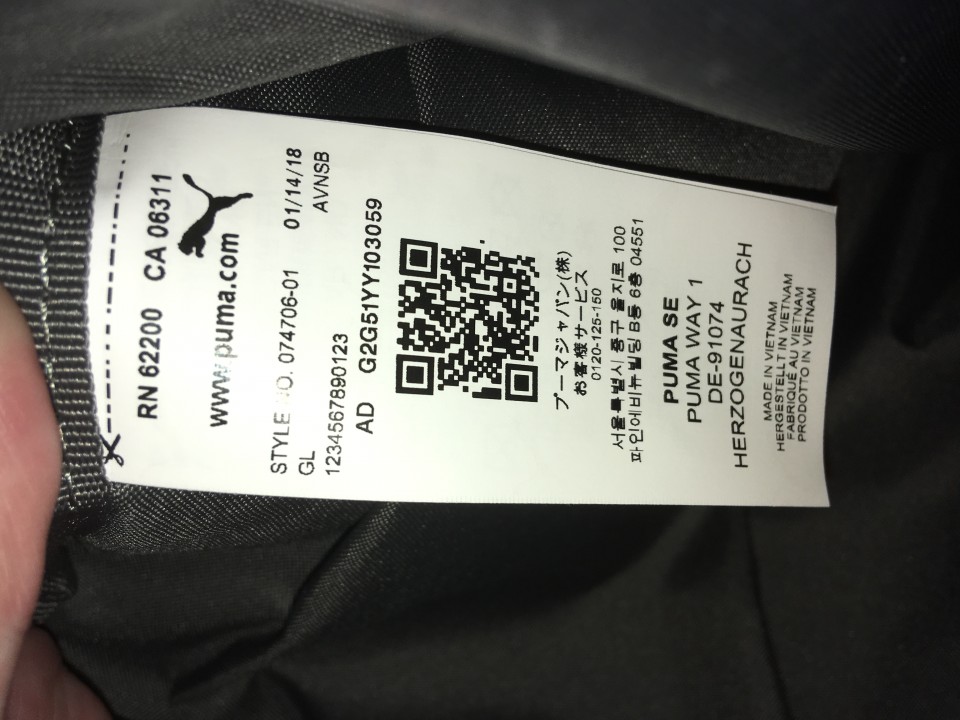 RN 62200 CA 06311
www.puma.com
STYLE NO. 074706-01 01/14/18
GL AVNSB
1234567890123
AD G2G51YY103059
プーマジャパン(株)
お客様サービス
0120-125-150
서울특별시 중구 을지로 100
파인에비뉴빌딩 B동 6층 04551
PUMA SE
PUMA WAY 1
DE-91074
HERZOGENAURACH
MADE IN VIETNAM
HERGESTELLT IN VIETNAM
FABRIQUÉ AU VIETNAM
PRODOTTO IN VIETNAM